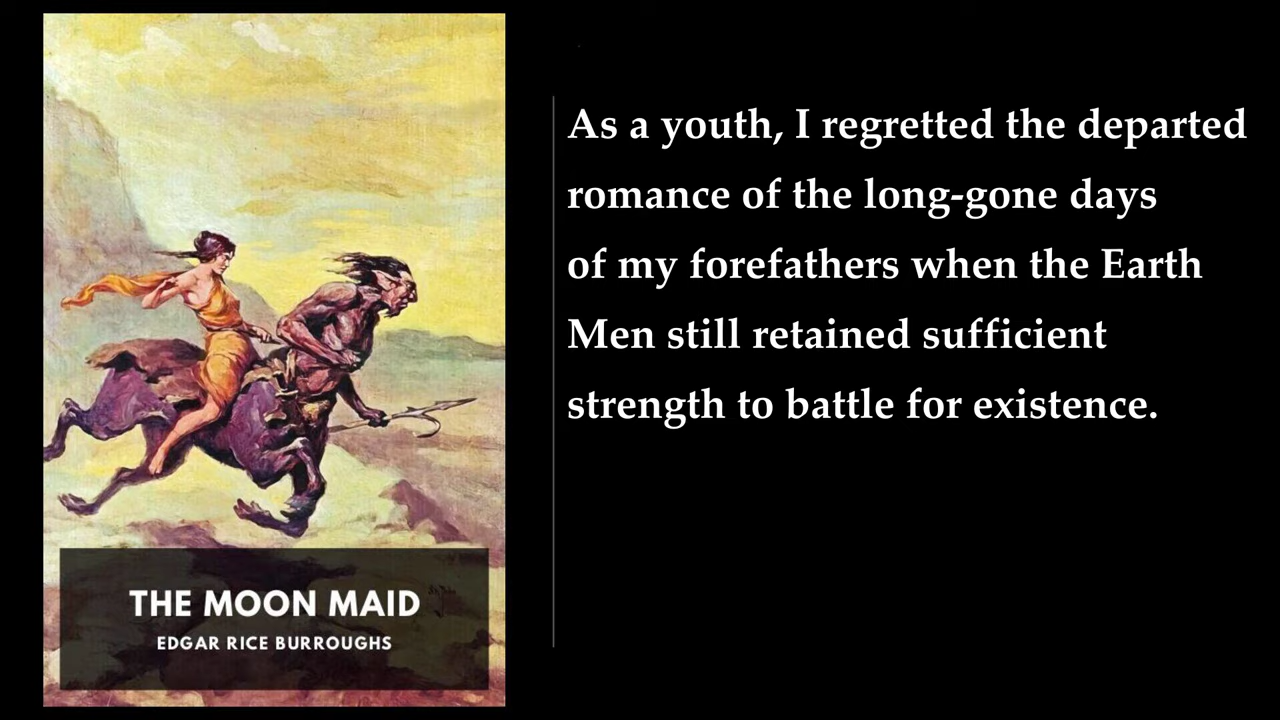 THE MOON MAID
EDGAR RICE BURROUGHS
As a youth, I regretted the departed
romance of the long-gone days
of my forefathers when the Earth
Men still retained sufficient
strength to battle for existence.